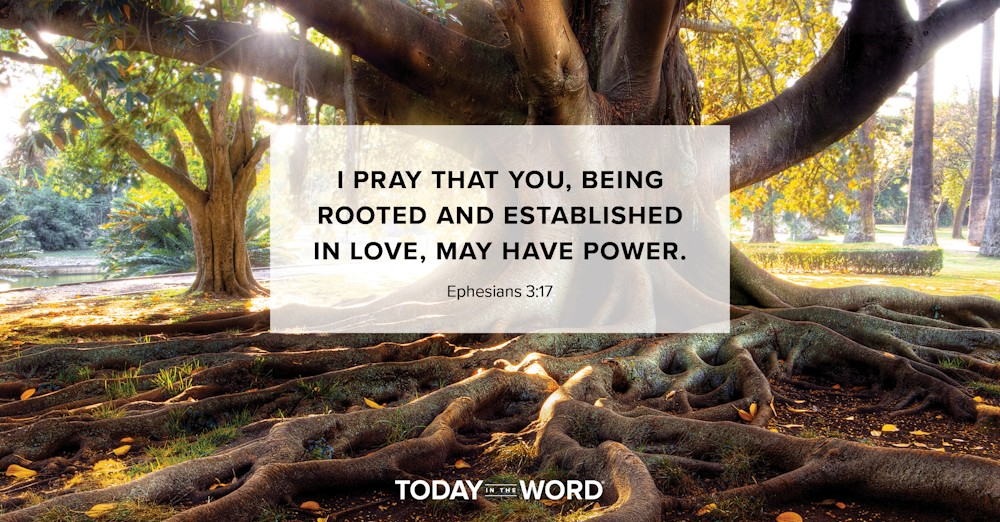 I PRAY THAT YOU, BEING
ROOTED AND ESTABLISHED
IN LOVE, MAY HAVE POWER.
Ephesians 3:17
TODAY IN THE WORD